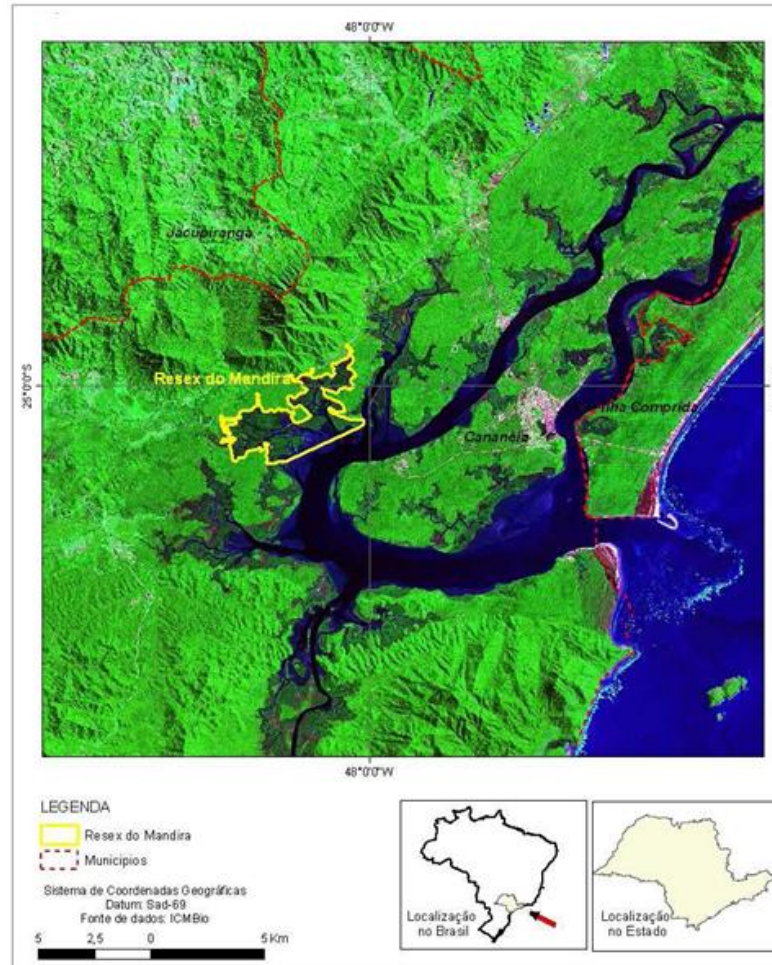 48°0'0"W
Jacupiranga
Resex do Mandira
25°0'0"S
Ilha Comprida
Cananéia
48°0'0"W
LEGENDA
Resex do Mandira
Municipios
Sistema de Coordenadas Geográficas
Datum: Sad-69
Fonte de dados: ICMBio
5 2,5 0 5 Km
Localização
no Brasil
Localização
no Estado